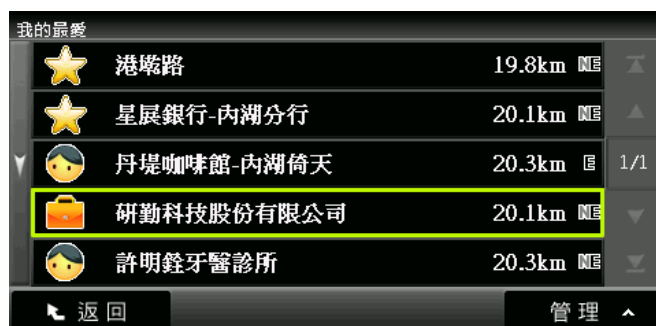 我的最愛
港墘路 19.8km NE
星展銀行-內湖分行 20.1km NE
丹堤咖啡館-內湖倚天 20.3km E
1/1
研勤科技股份有限公司 20.1km NE
許明銓牙醫診所 20.3km NE
返回 管理